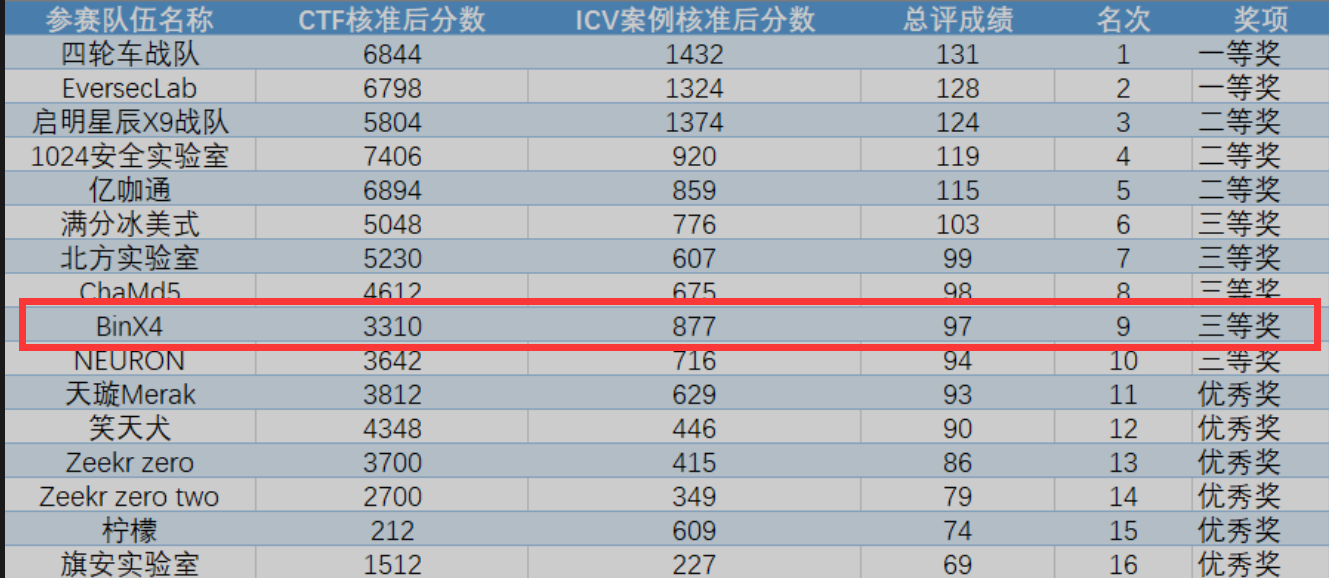 参赛队伍名称 CTF核准后分数 ICV案例核准后分数 总评成绩 名次 奖项
四轮车战队 6844 1432 131 1 一等奖
EversecLab 6798 1324 128 2 一等奖
启明星辰X9战队 5804 1374 124 3 二等奖
1024安全实验室 7406 920 119 4 二等奖
亿咖通 6894 859 115 5 二等奖
满分冰美式 5048 776 103 6 三等奖
北方实验室 5230 607 99 7 三等奖
ChaMd5 4612 675 98 8 三等奖
BinX4 3310 877 97 9 三等奖
NEURON 3642 716 94 10 三等奖
天璇Merak 3812 629 93 11 优秀奖
笑天犬 4348 446 90 12 优秀奖
Zeekr zero 3700 415 86 13 优秀奖
Zeekr zero two 2700 349 79 14 优秀奖
柠檬 212 609 74 15 优秀奖
旗安实验室 1512 227 69 16 优秀奖